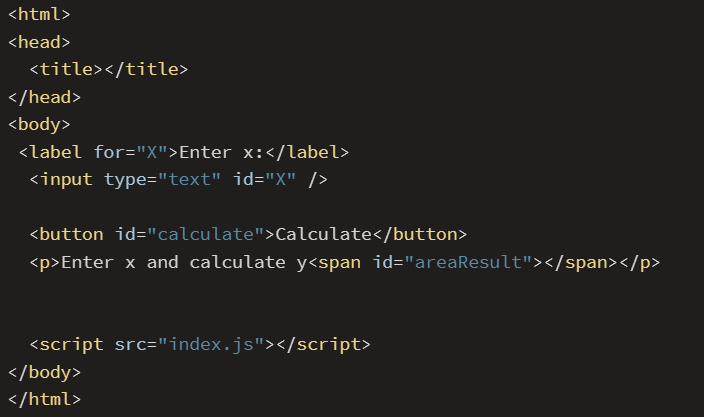 <html>
<head>
  <title></title>
</head>
<body>
 <label for="X">Enter x:</label>
  <input type="text" id="X" />
  <button id="calculate">Calculate</button>
  <p>Enter x and calculate y<span id="areaResult"></span></p>
  <script src="index.js"></script>
</body>
</html>